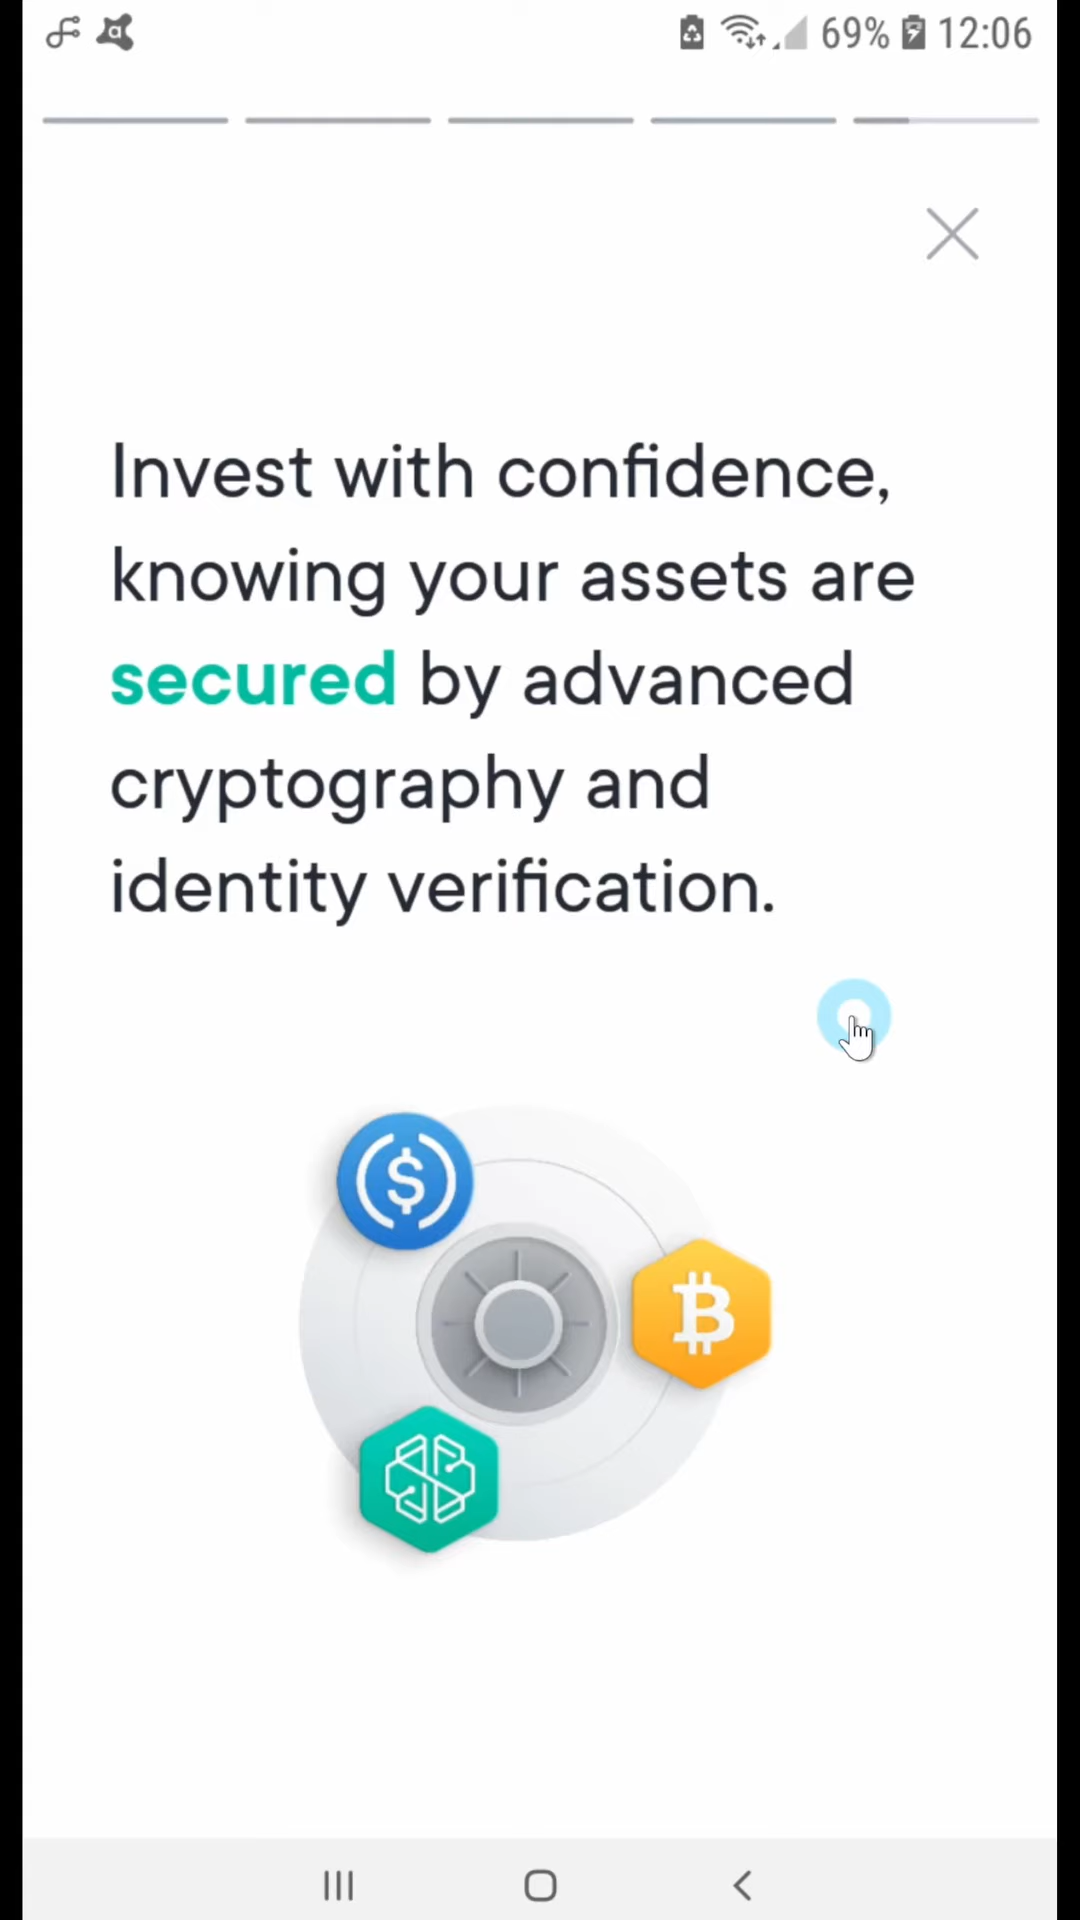 69% 12:06
Invest with confidence,
knowing your assets are
secured by advanced
cryptography and
identity verification.